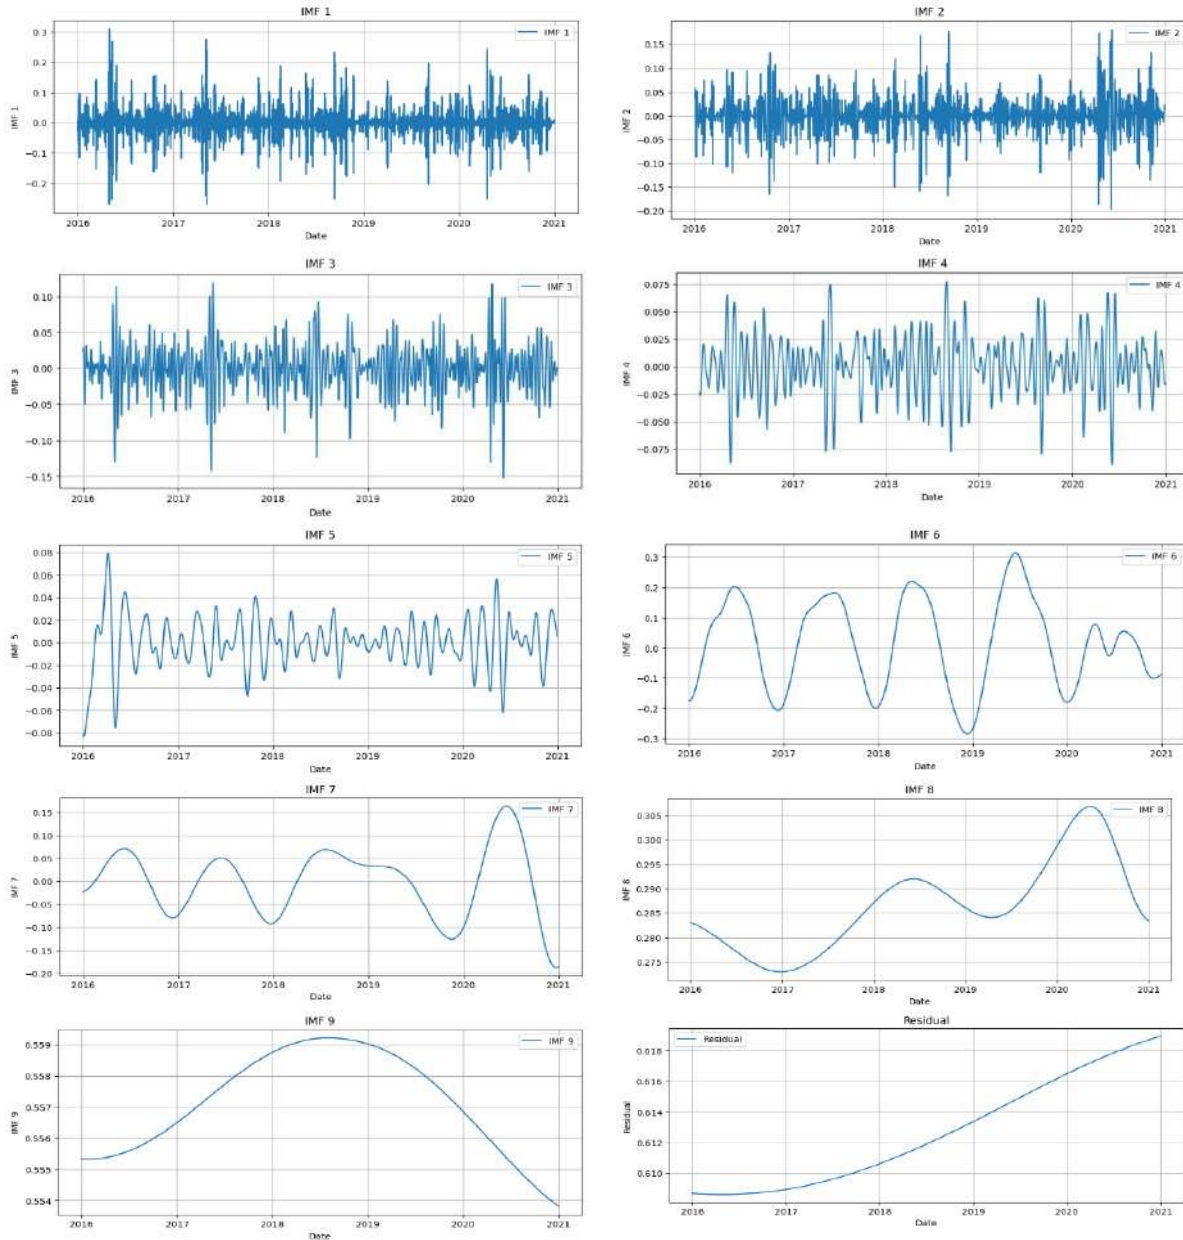 IMF 1
IMF 1
0.3
0.2
0.1
0.0
−0.1
−0.2
IMF 1
2016 2017 2018 2019 2020 2021
Date
IMF 2
IMF 2
0.15
0.10
0.05
0.00
−0.05
−0.10
−0.15
−0.20
IMF 2
2016 2017 2018 2019 2020 2021
Date
IMF 3
IMF 3
0.10
0.05
0.00
−0.05
−0.10
−0.15
IMF 3
2016 2017 2018 2019 2020 2021
Date
IMF 4
IMF 4
0.075
0.050
0.025
0.000
−0.025
−0.050
−0.075
IMF 4
2016 2017 2018 2019 2020 2021
Date
IMF 5
IMF 5
0.08
0.06
0.04
0.02
0.00
−0.02
−0.04
−0.06
−0.08
IMF 5
2016 2017 2018 2019 2020 2021
Date
IMF 6
IMF 6
0.3
0.2
0.1
0.0
−0.1
−0.2
−0.3
IMF 6
2016 2017 2018 2019 2020 2021
Date
IMF 7
IMF 7
0.15
0.10
0.05
0.00
−0.05
−0.10
−0.15
−0.20
IMF 7
2016 2017 2018 2019 2020 2021
Date
IMF 8
IMF 8
0.305
0.300
0.295
0.290
0.285
0.280
0.275
IMF 8
2016 2017 2018 2019 2020 2021
Date
IMF 9
IMF 9
0.559
0.558
0.557
0.556
0.555
0.554
IMF 9
2016 2017 2018 2019 2020 2021
Date
Residual
Residual
0.618
0.616
0.614
0.612
0.610
Residual
2016 2017 2018 2019 2020 2021
Date